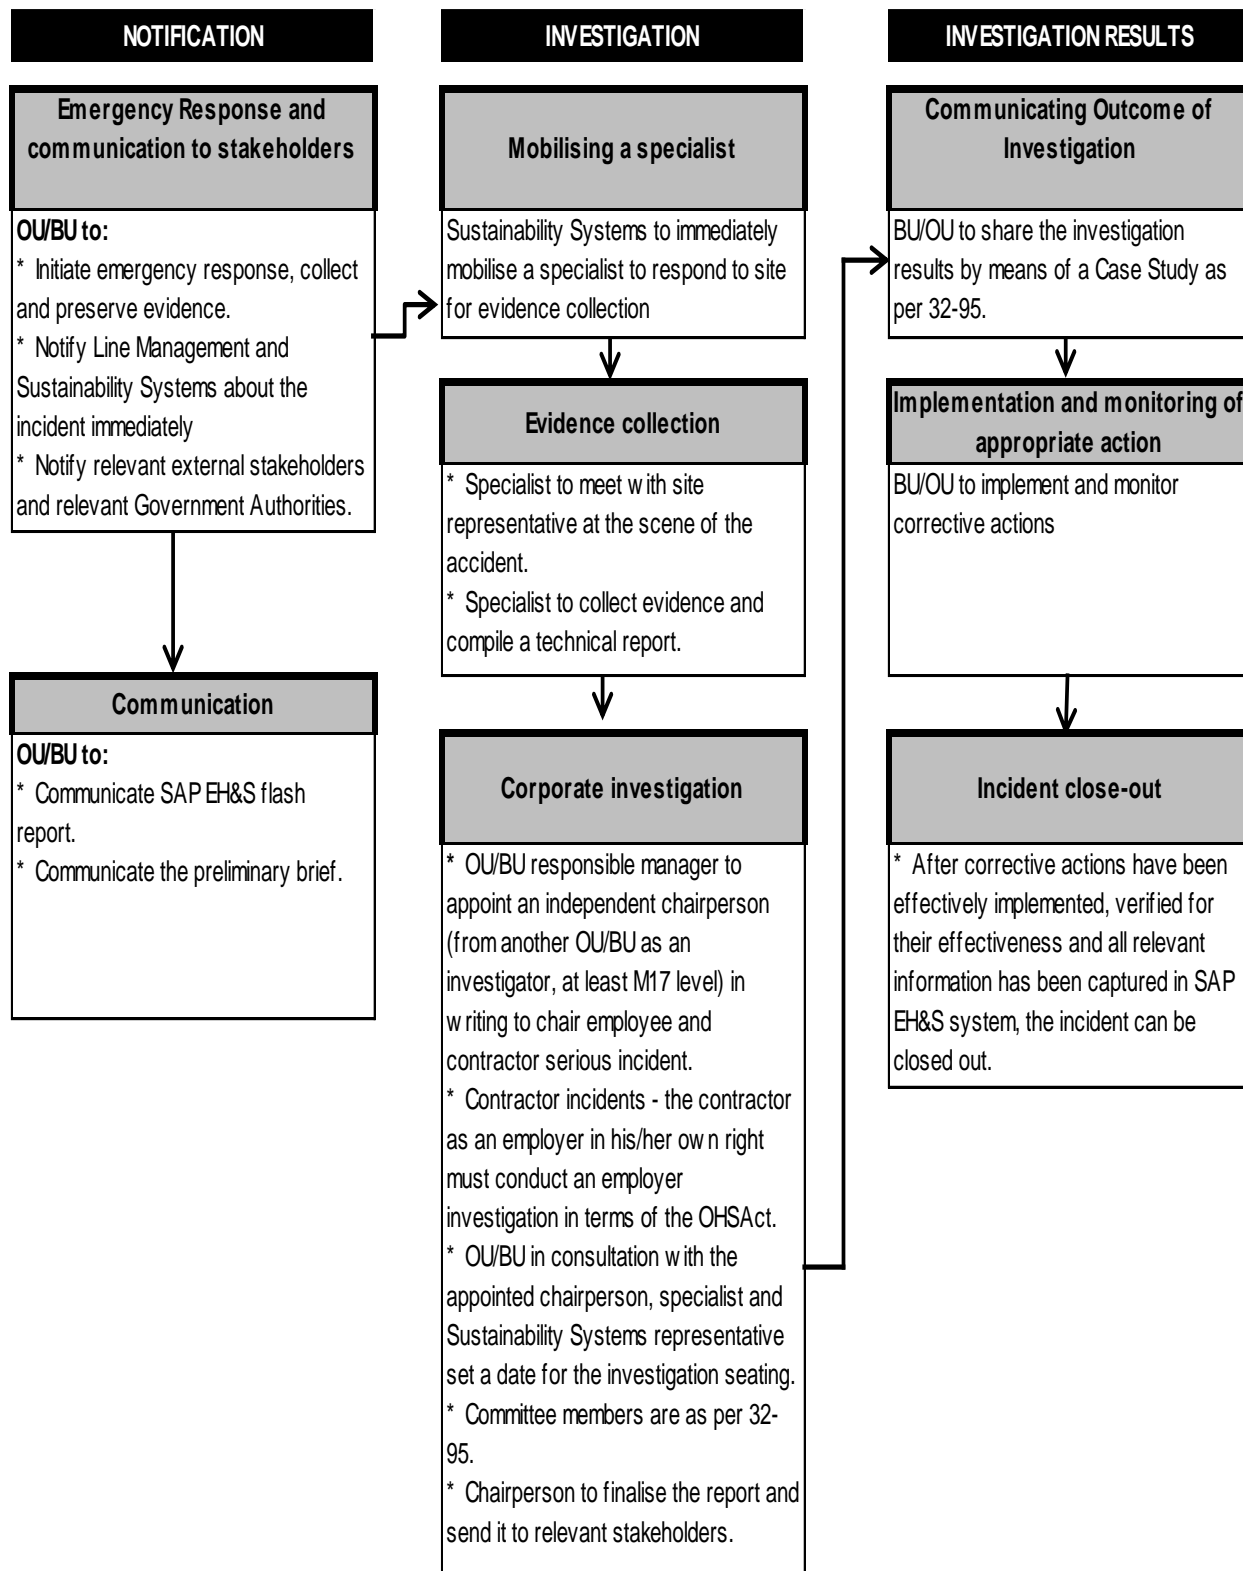 NOTIFICATION
Emergency Response and
communication to stakeholders
OU/BU to:
* Initiate emergency response, collect
and preserve evidence.
* Notify Line Management and
Sustainability Systems about the
incident immediately
* Notify relevant external stakeholders
and relevant Government Authorities.
Communication
OU/BU to:
* Communicate SAP EH&S flash
report.
* Communicate the preliminary brief.
INVESTIGATION
Mobilising a specialist
Sustainability Systems to immediately
mobilise a specialist to respond to site
for evidence collection
Evidence collection
* Specialist to meet with site
representative at the scene of the
accident.
* Specialist to collect evidence and
compile a technical report.
Corporate investigation
* OU/BU responsible manager to
appoint an independent chairperson
(from another OU/BU as an
investigator, at least M17 level) in
writing to chair employee and
contractor serious incident.
* Contractor incidents - the contractor
as an employer in his/her own right
must conduct an employer
investigation in terms of the OHSAct.
* OU/BU in consultation with the
appointed chairperson, specialist and
Sustainability Systems representative
set a date for the investigation seating.
* Committee members are as per 32-
95.
* Chairperson to finalise the report and
send it to relevant stakeholders.
INVESTIGATION RESULTS
Communicating Outcome of
Investigation
BU/OU to share the investigation
results by means of a Case Study as
per 32-95.
Implementation and monitoring of
appropriate action
BU/OU to implement and monitor
corrective actions
Incident close-out
* After corrective actions have been
effectively implemented, verified for
their effectiveness and all relevant
information has been captured in SAP
EH&S system, the incident can be
closed out.